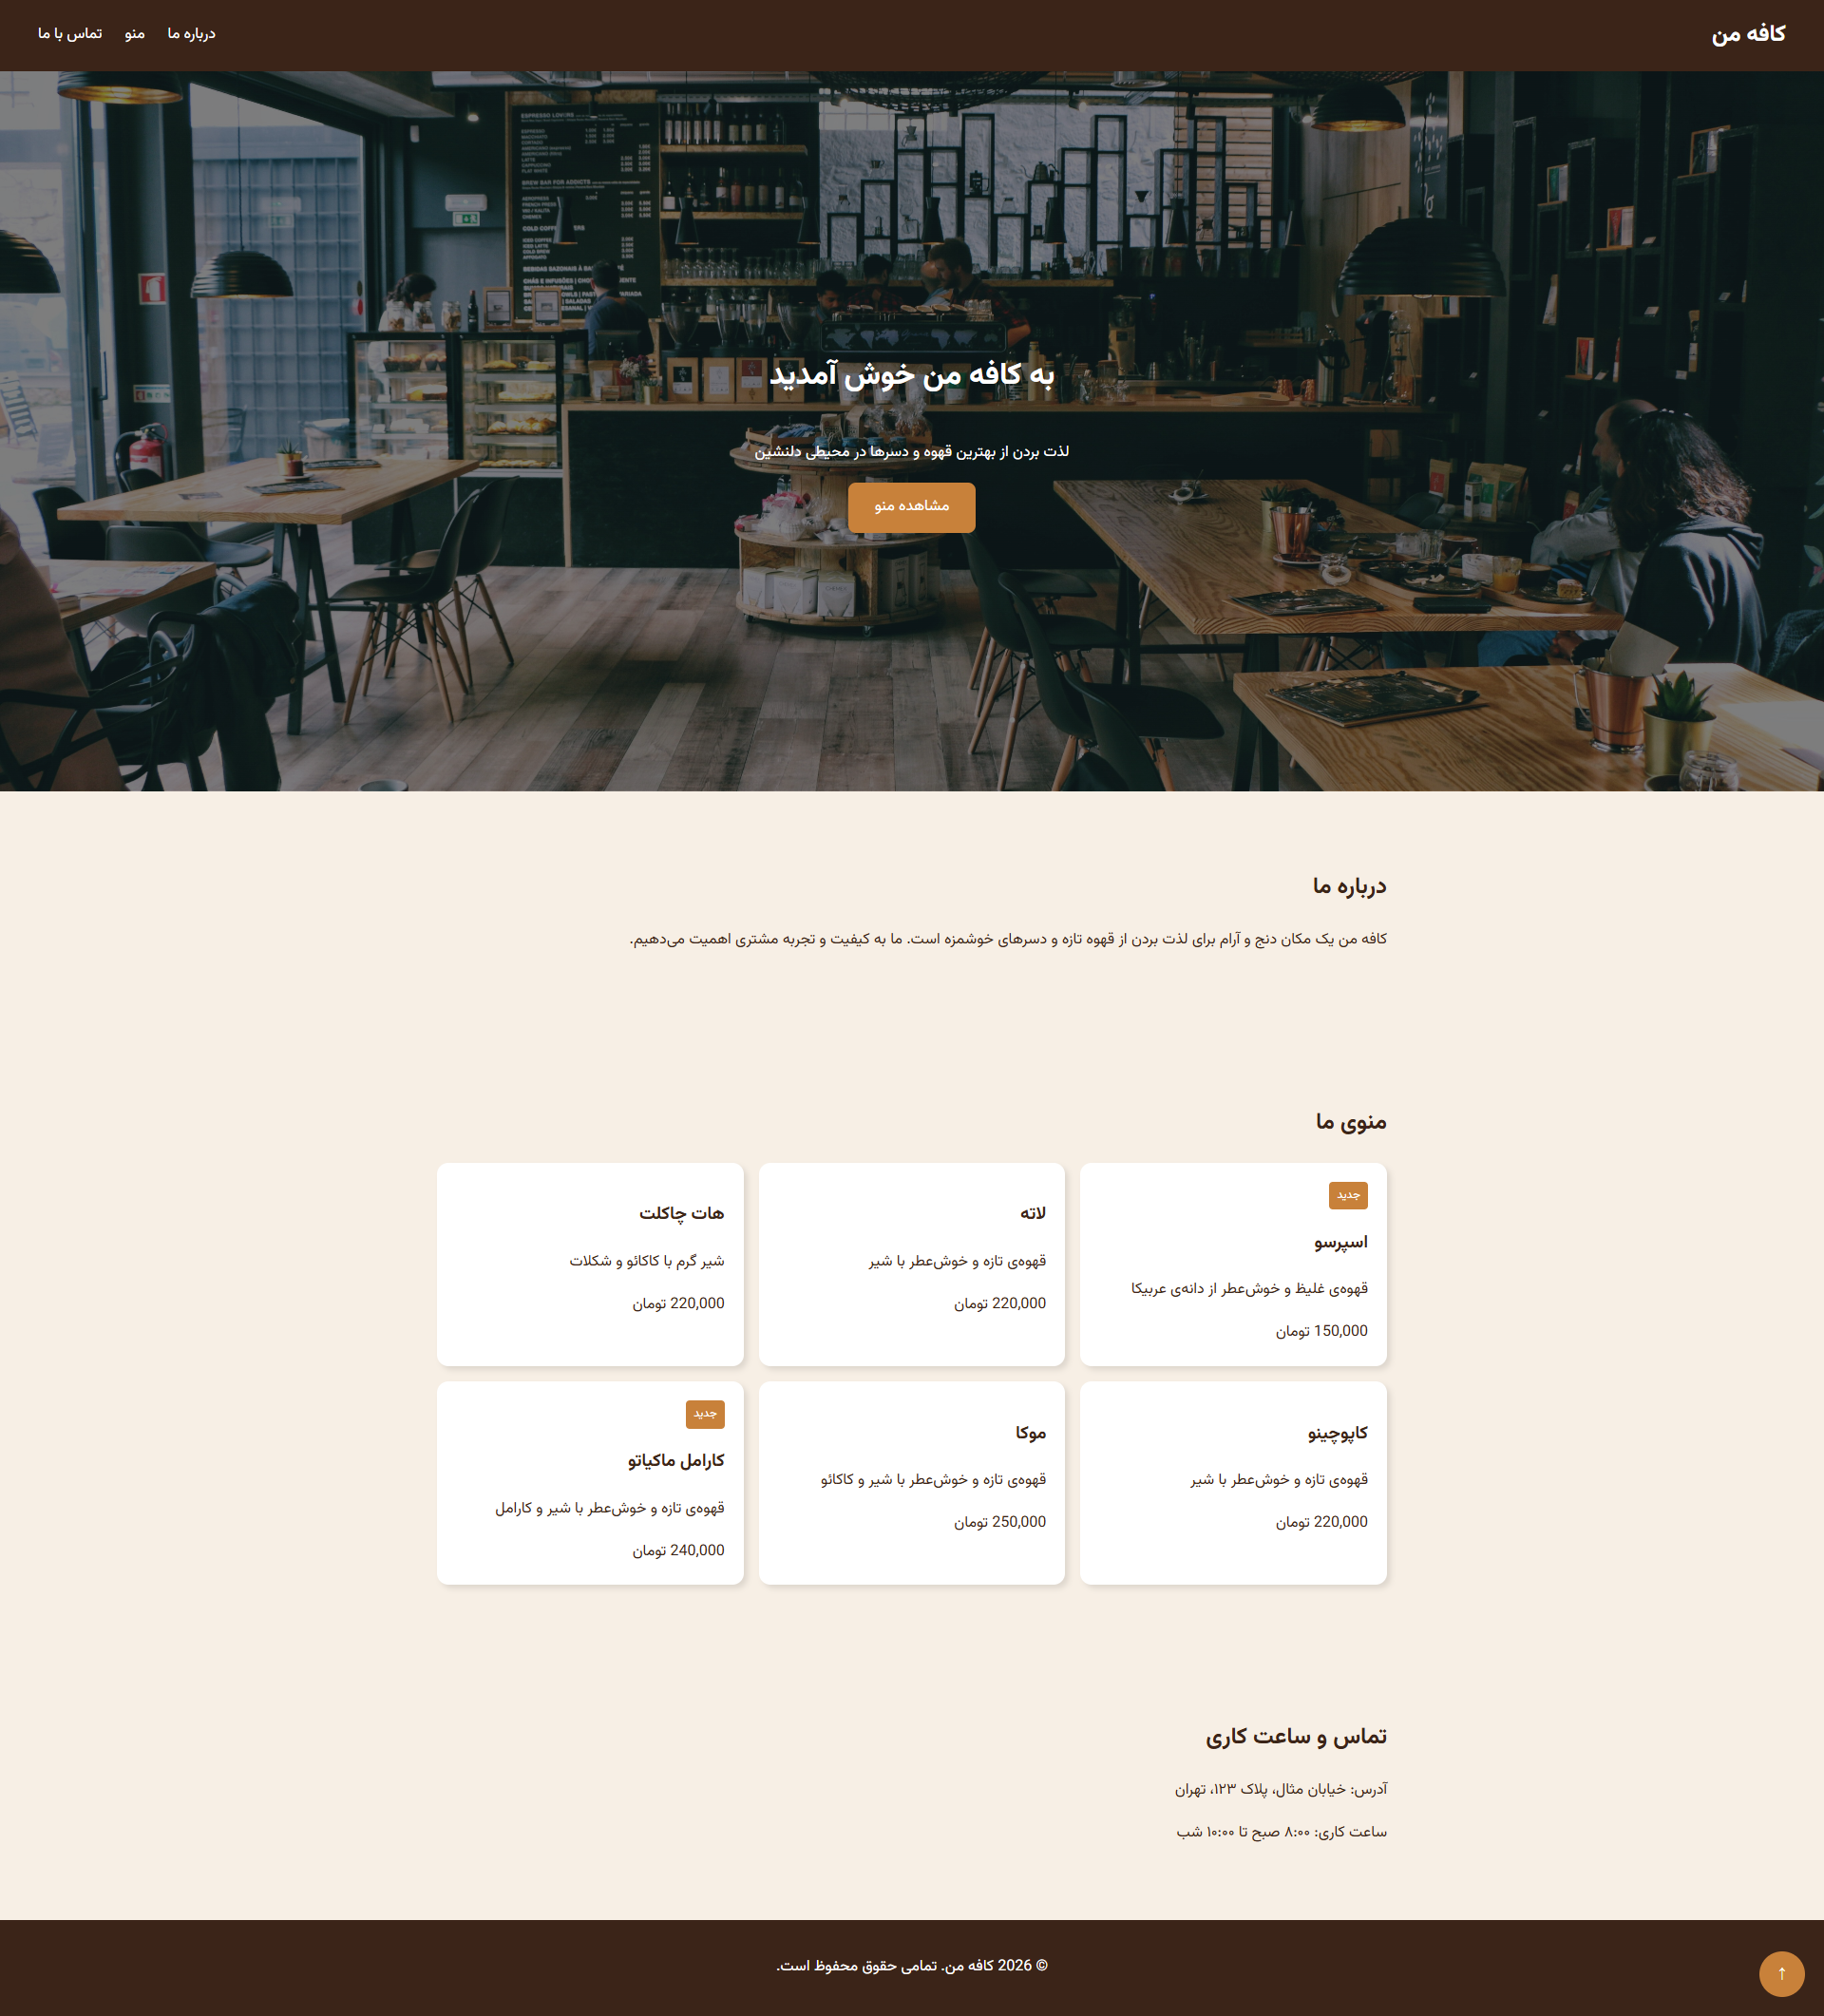 کافه من
درباره ما
منو
تماس با ما
ESPRESSO LOVERS
BREW BAR FOR ADDICTS
به کافه من خوش آمدید
لذت بردن از بهترین قهوه و دسرها در محیطی دلنشین
مشاهده منو
درباره ما
کافه من یک مکان دنج و آرام برای لذت بردن از قهوه تازه و دسرهای خوشمزه است. ما به کیفیت و تجربه مشتری اهمیت می‌دهیم.
منوی ما
جدید
اسپرسو
قهوه‌ی غلیظ و خوش‌عطر از دانه‌ی عربیکا
150,000 تومان
لاته
قهوه‌ی تازه و خوش‌عطر با شیر
220,000 تومان
هات چاکلت
شیر گرم با کاکائو و شکلات
220,000 تومان
کاپوچینو
قهوه‌ی تازه و خوش‌عطر با شیر
220,000 تومان
موکا
قهوه‌ی تازه و خوش‌عطر با شیر و کاکائو
250,000 تومان
جدید
کارامل ماکیاتو
قهوه‌ی تازه و خوش‌عطر با شیر و کارامل
240,000 تومان
تماس و ساعت کاری
آدرس: خیابان مثال، پلاک ۱۲۳، تهران
ساعت کاری: ۸:۰۰ صبح تا ۱۰:۰۰ شب
© 2026 کافه من. تمامی حقوق محفوظ است.
↑